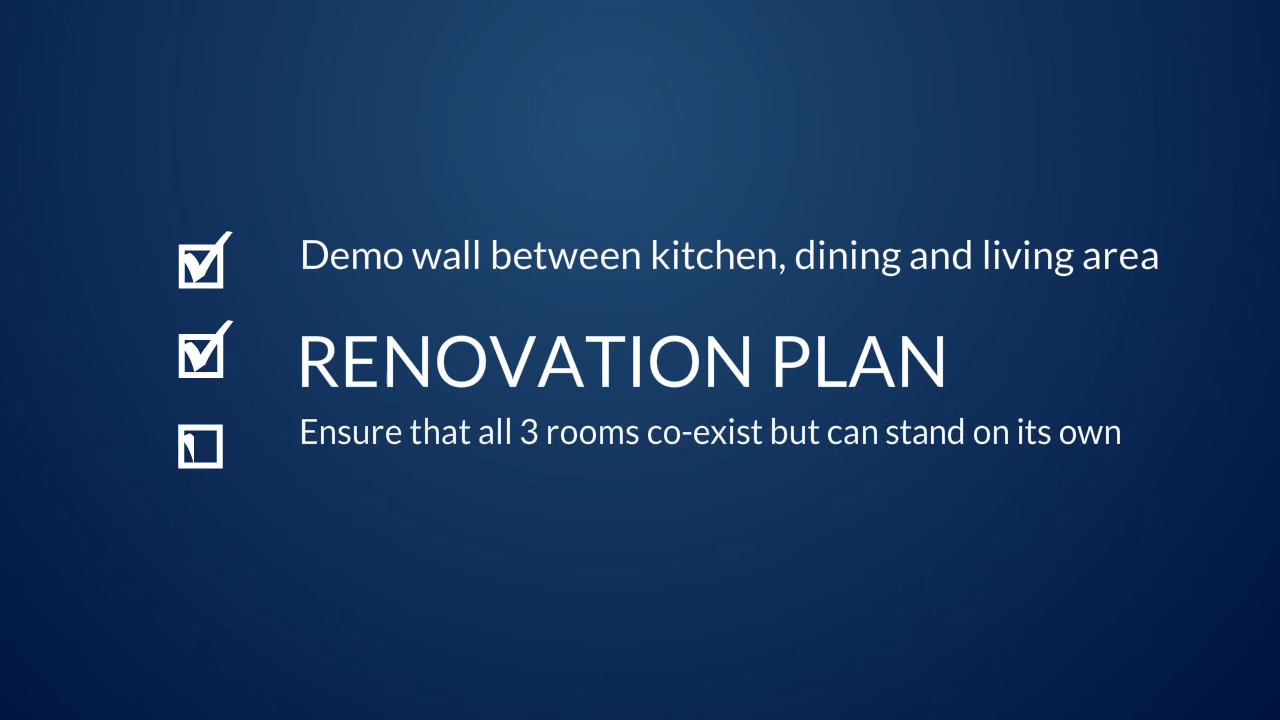 Demo wall between kitchen, dining and living area
RENOVATION PLAN
Ensure that all 3 rooms co-exist but can stand on its own